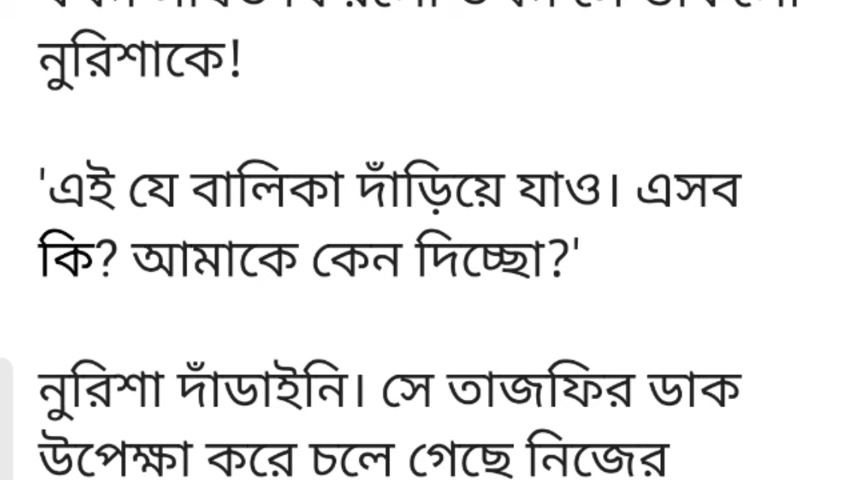 নুরিশাকে!
'এই যে বালিকা দাঁড়িয়ে যাও। এসব
কি? আমাকে কেন দিচ্ছো?'
নুরিশা দাঁডাইনি। সে তাজফির ডাক
উপেক্ষা করে চলে গেছে নিজের